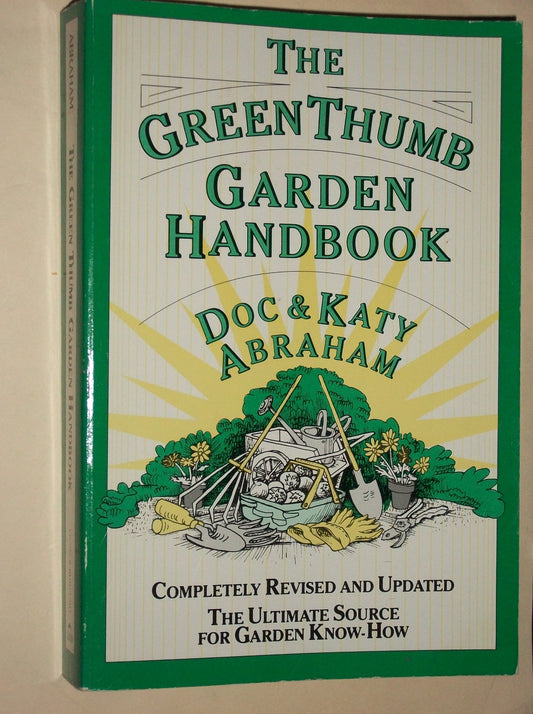 THE
GREEN THUMB
GARDEN
HANDBOOK
DOC & KATY
ABRAHAM
COMPLETELY REVISED AND UPDATED
THE ULTIMATE SOURCE
FOR GARDEN KNOW-HOW
ABRAHAM THE GREEN THUMB GARDEN HANDBOOK